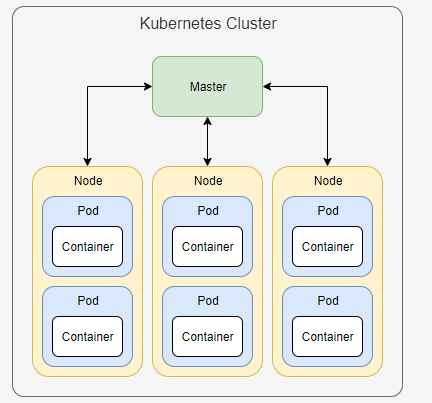 Kubernetes Cluster
Master
Node
Pod
Container
Pod
Container
Node
Pod
Container
Pod
Container
Node
Pod
Container
Pod
Container